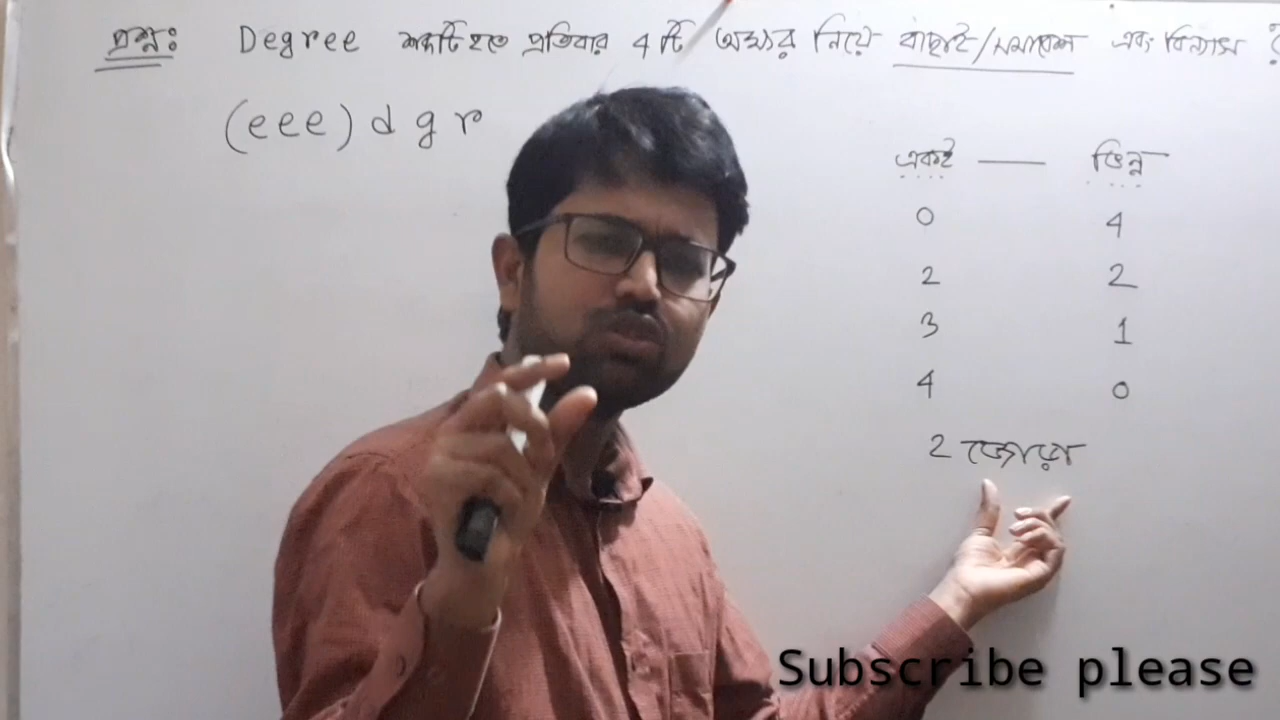 প্রশ্ন: Degree শব্দটি হতে প্রতিবার 4 টি অক্ষর নিয়ে বাছাই/সমাবেশ এবং বিন্যাস ?
(eee) d g r
একই — ভিন্ন
0 4
2 2
3 1
4 0
2 জোড়া
Subscribe please